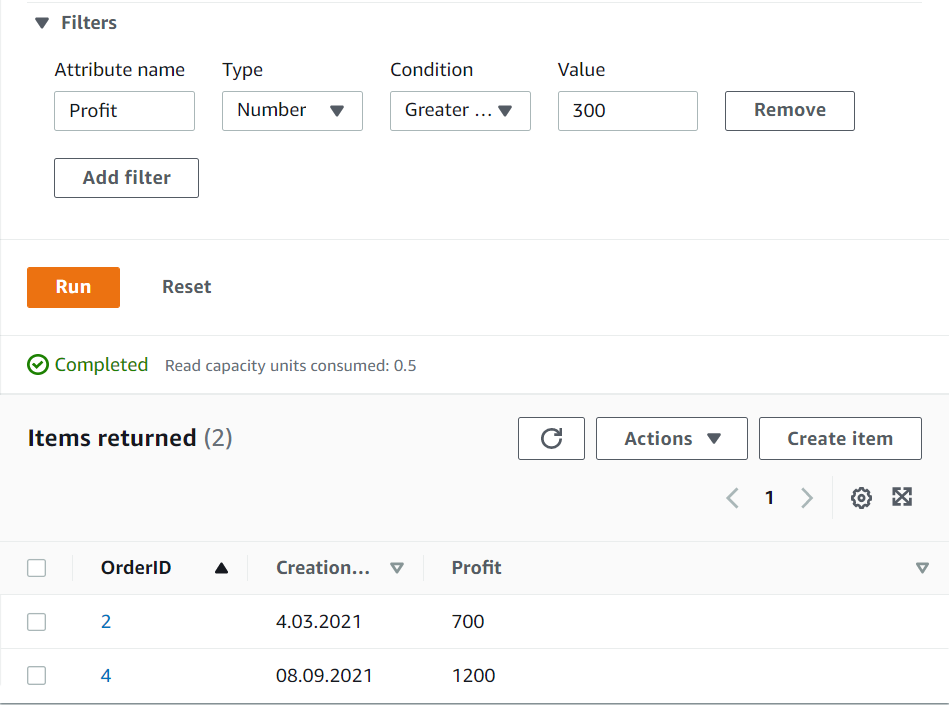 Filters
Attribute name Type Condition Value
Profit Number Greater ... 300 Remove
Add filter
Run Reset
Completed Read capacity units consumed: 0.5
Items returned (2) Actions Create item
1
OrderID Creation... Profit
2 4.03.2021 700
4 08.09.2021 1200